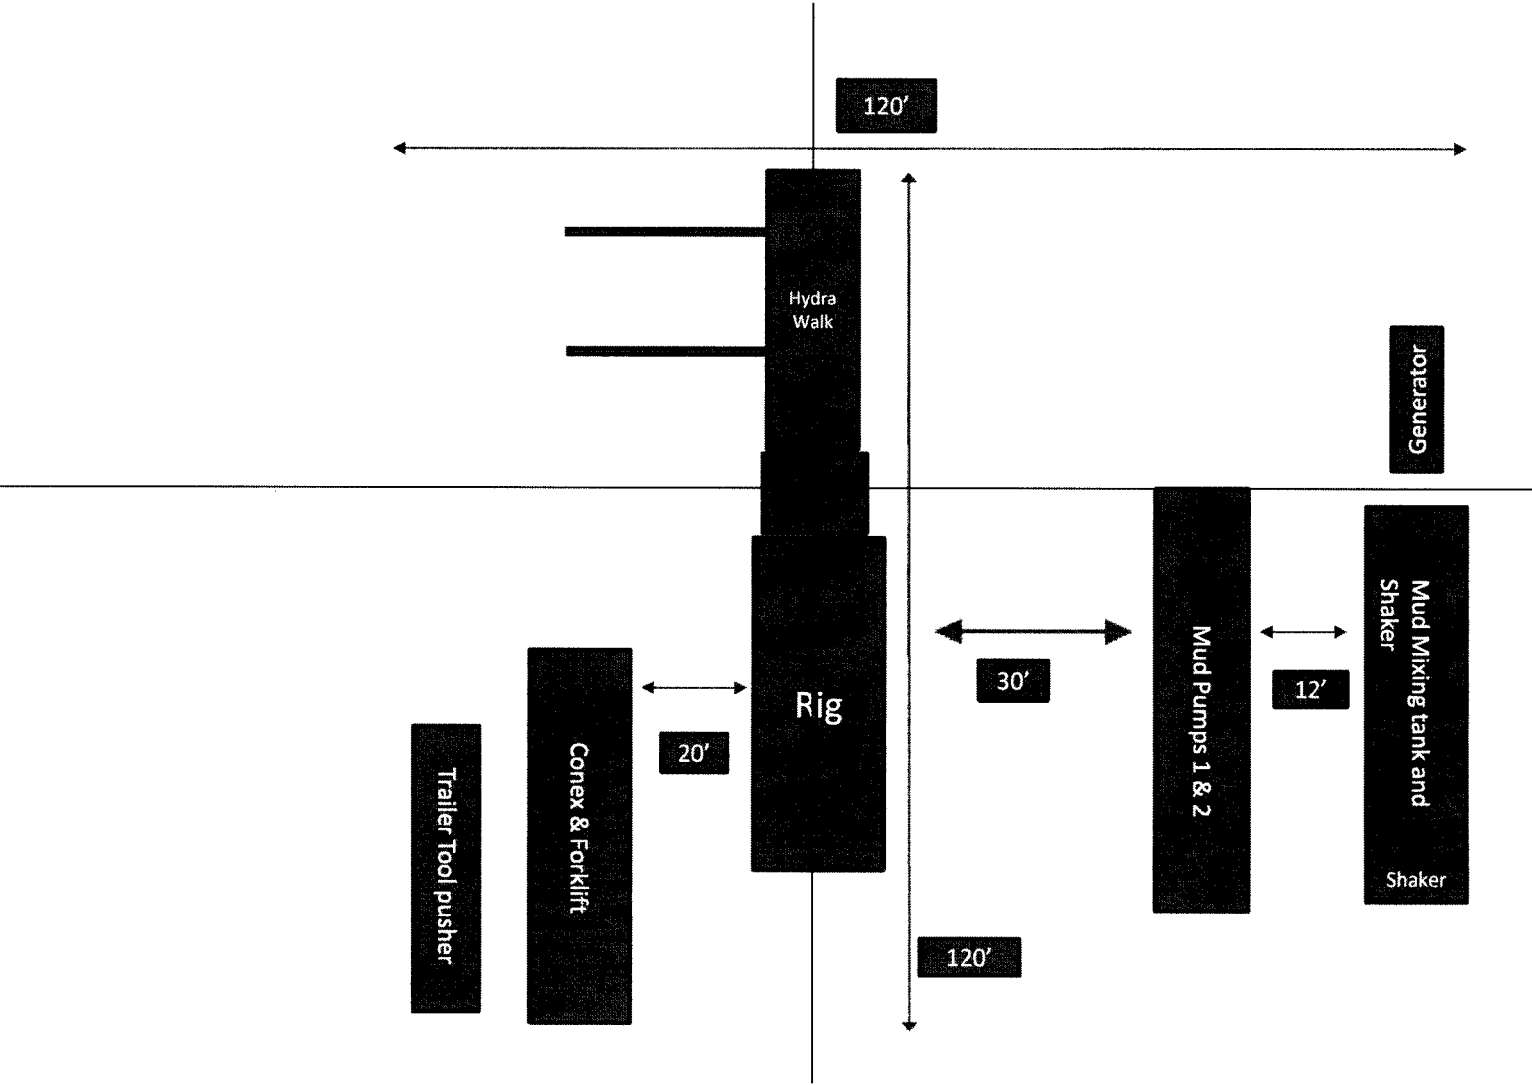 120’
Hydra
Walk
Generator
Rig
30’
Mud Pumps 1 & 2
12’
Mud Mixing tank and
Shaker
Shaker
20’
Conex & Forklift
Trailer Tool pusher
120’